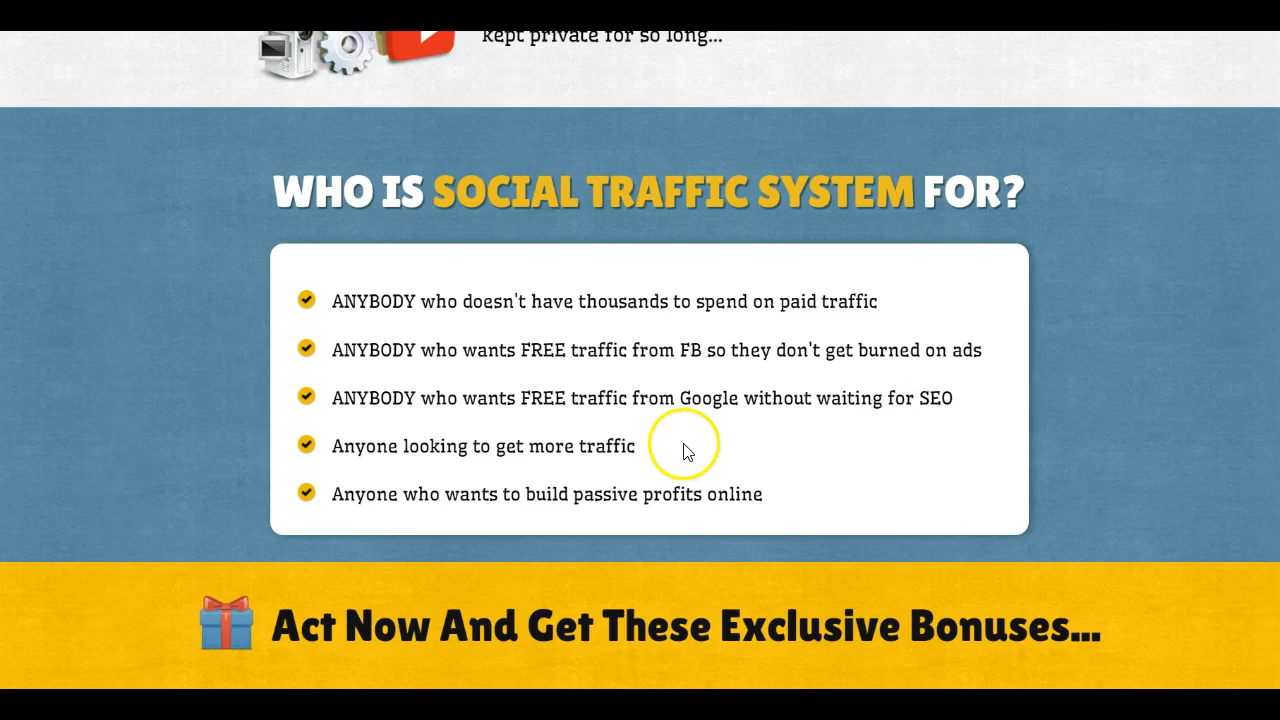 kept private for so long...
WHO IS SOCIAL TRAFFIC SYSTEM FOR?
ANYBODY who doesn't have thousands to spend on paid traffic
ANYBODY who wants FREE traffic from FB so they don't get burned on ads
ANYBODY who wants FREE traffic from Google without waiting for SEO
Anyone looking to get more traffic
Anyone who wants to build passive profits online
Act Now And Get These Exclusive Bonuses...